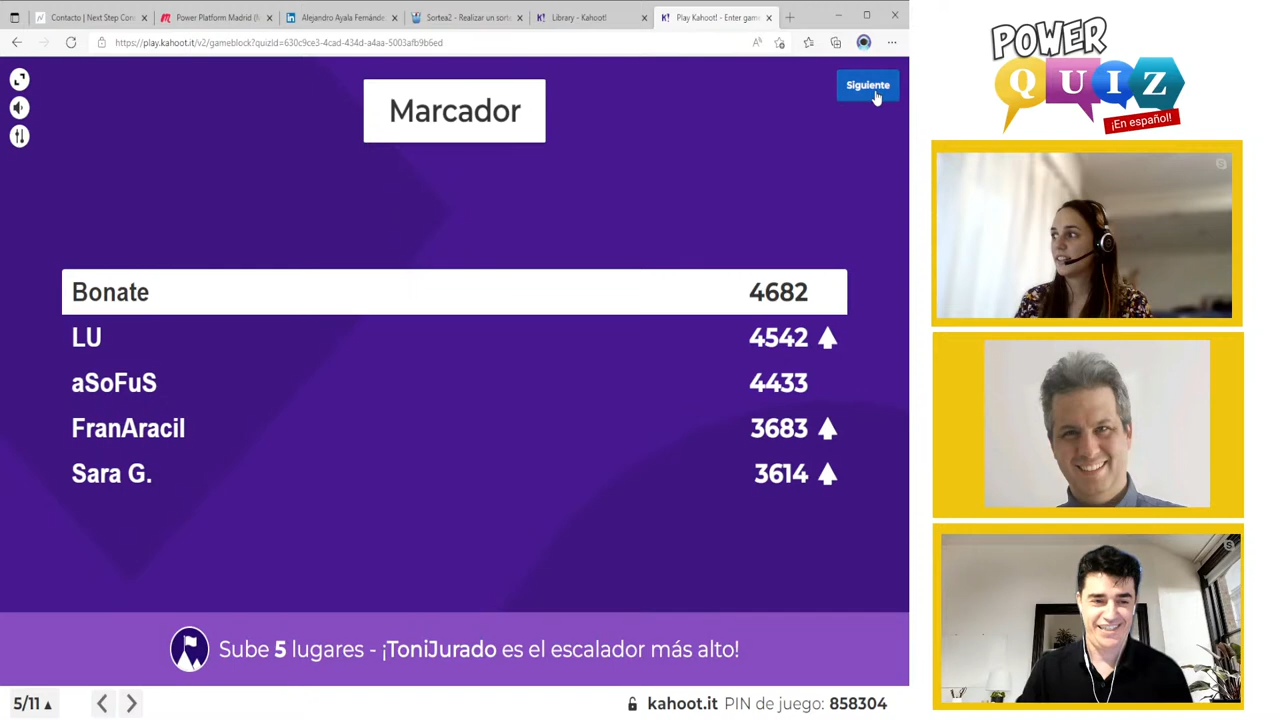 Contacto | Next Step Con
Power Platform Madrid (M
Alejandro Ayala Fernánde
Sortea2 - Realizar un sorte
Library - Kahoot!
Play Kahoot! - Enter game
https://play.kahoot.it/v2/gameblock?quizId=630c9ce3-4cad-434d-a4aa-5003afb9b6ed
Marcador
Siguiente
Bonate 4682
LU 4542
aSoFuS 4433
FranAracil 3683
Sara G. 3614
Sube 5 lugares - ¡ToniJurado es el escalador más alto!
5/11
kahoot.it PIN de juego: 858304
POWER
QUIZ
¡En español!